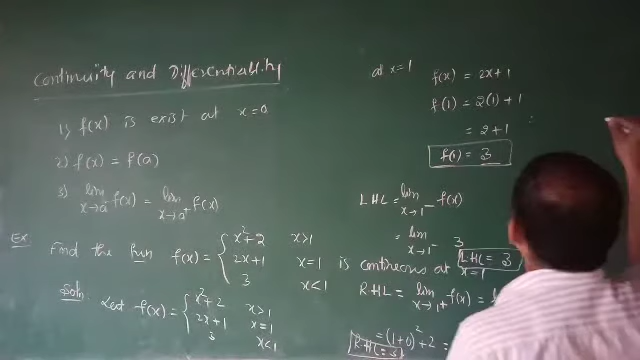 Continuity and Differentiability
1) f(x) is exist at x=0
2) f(x) = f(a)
3) lim x→a⁻ f(x) = lim x→a⁺ f(x)
Ex: Find the f(x) = { x²+2 x>1
2x+1 x=1 is continuous at x=1
3 x<1
Soln: Let f(x) = { x²+2 x>1
2x+1 x=1
3 x<1
at x=1 f(x) = 2x+1
f(1) = 2(1)+1
= 2+1
f(1) = 3
LHL = lim x→1⁻ f(x)
= lim x→1⁻ 3
LHL = 3
RHL = lim x→1+ f(x) =
= (1+0)²+2 =
RHL = 3